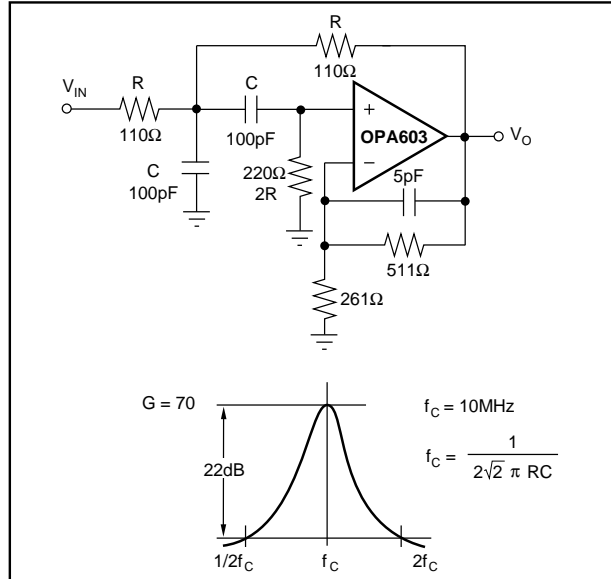 R
110Ω
V_IN
R
110Ω
C
100pF
C
100pF
220Ω
2R
+
OPA603
−
V_O
5pF
511Ω
261Ω
G = 70
22dB
f_C = 10MHz
f_C = 1 / 2√2 π RC
1/2f_C
f_C
2f_C